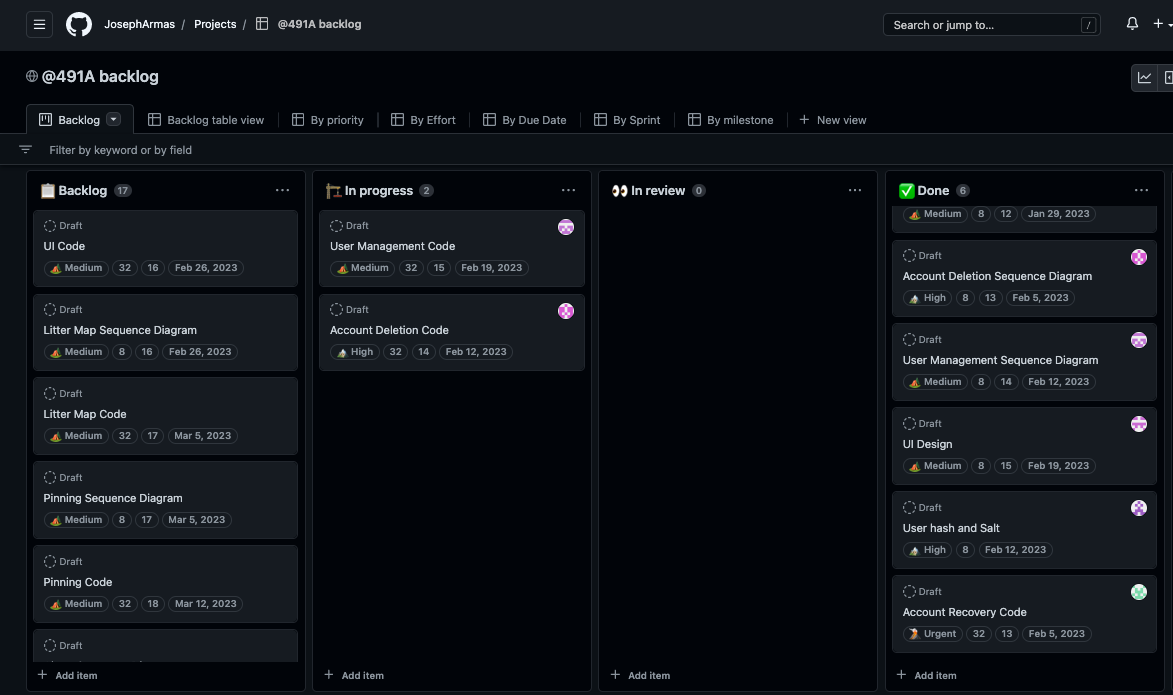 JosephArmas / Projects / @491A backlog
Search or jump to... /
@491A backlog
Backlog
Backlog table view
By priority
By Effort
By Due Date
By Sprint
By milestone
New view
Filter by keyword or by field
Backlog 17
Draft
UI Code
Medium 32 16 Feb 26, 2023
Draft
Litter Map Sequence Diagram
Medium 8 16 Feb 26, 2023
Draft
Litter Map Code
Medium 32 17 Mar 5, 2023
Draft
Pinning Sequence Diagram
Medium 8 17 Mar 5, 2023
Draft
Pinning Code
Medium 32 18 Mar 12, 2023
Draft
Add item
In progress 2
Draft
User Management Code
Medium 32 15 Feb 19, 2023
Draft
Account Deletion Code
High 32 14 Feb 12, 2023
Add item
In review 0
Add item
Done 6
Medium 8 12 Jan 29, 2023
Draft
Account Deletion Sequence Diagram
High 8 13 Feb 5, 2023
Draft
User Management Sequence Diagram
Medium 8 14 Feb 12, 2023
Draft
UI Design
Medium 8 15 Feb 19, 2023
Draft
User hash and Salt
High 8 Feb 12, 2023
Draft
Account Recovery Code
Urgent 32 13 Feb 5, 2023
Add item